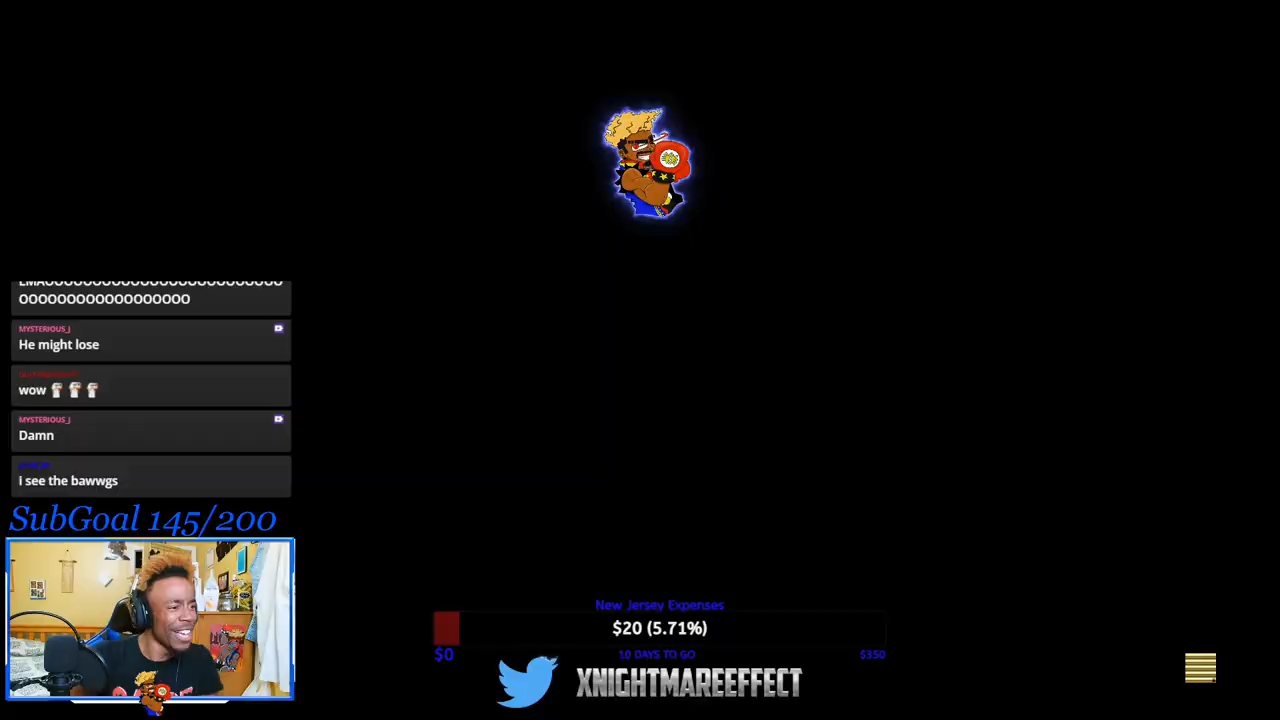 OOOOOOOOOOOOOOOOOO
MYSTERIOUS_J
He might lose
wow
MYSTERIOUS_J
Damn
i see the bawwgs
SubGoal 145/200
New Jersey Expenses
$20 (5.71%)
$0 10 DAYS TO GO $350
XNIGHTMAREEFFECT